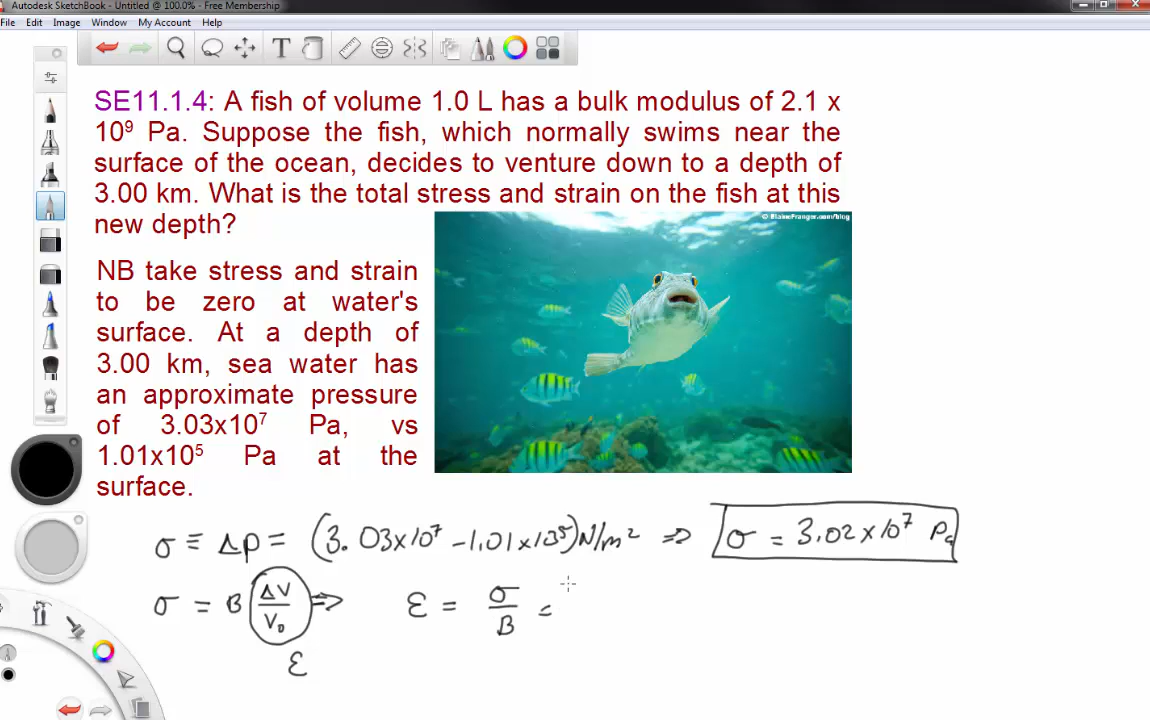 Autodesk SketchBook - Untitled @ 100.0% - Free Membership
File Edit Image Window My Account Help
SE11.1.4: A fish of volume 1.0 L has a bulk modulus of 2.1 x
10⁹ Pa. Suppose the fish, which normally swims near the
surface of the ocean, decides to venture down to a depth of
3.00 km. What is the total stress and strain on the fish at this
new depth?
© BlaineFranger.com/blog
NB take stress and strain
to be zero at water's
surface. At a depth of
3.00 km, sea water has
an approximate pressure
of 3.03x10⁷ Pa, vs
1.01x10⁵ Pa at the
surface.
σ ≡ Δp = (3.03x10⁷ - 1.01x10⁵) N/m² => σ = 3.02 x 10⁷ Pa
σ = B ΔV/V₀ => ε = σ/B =
ε